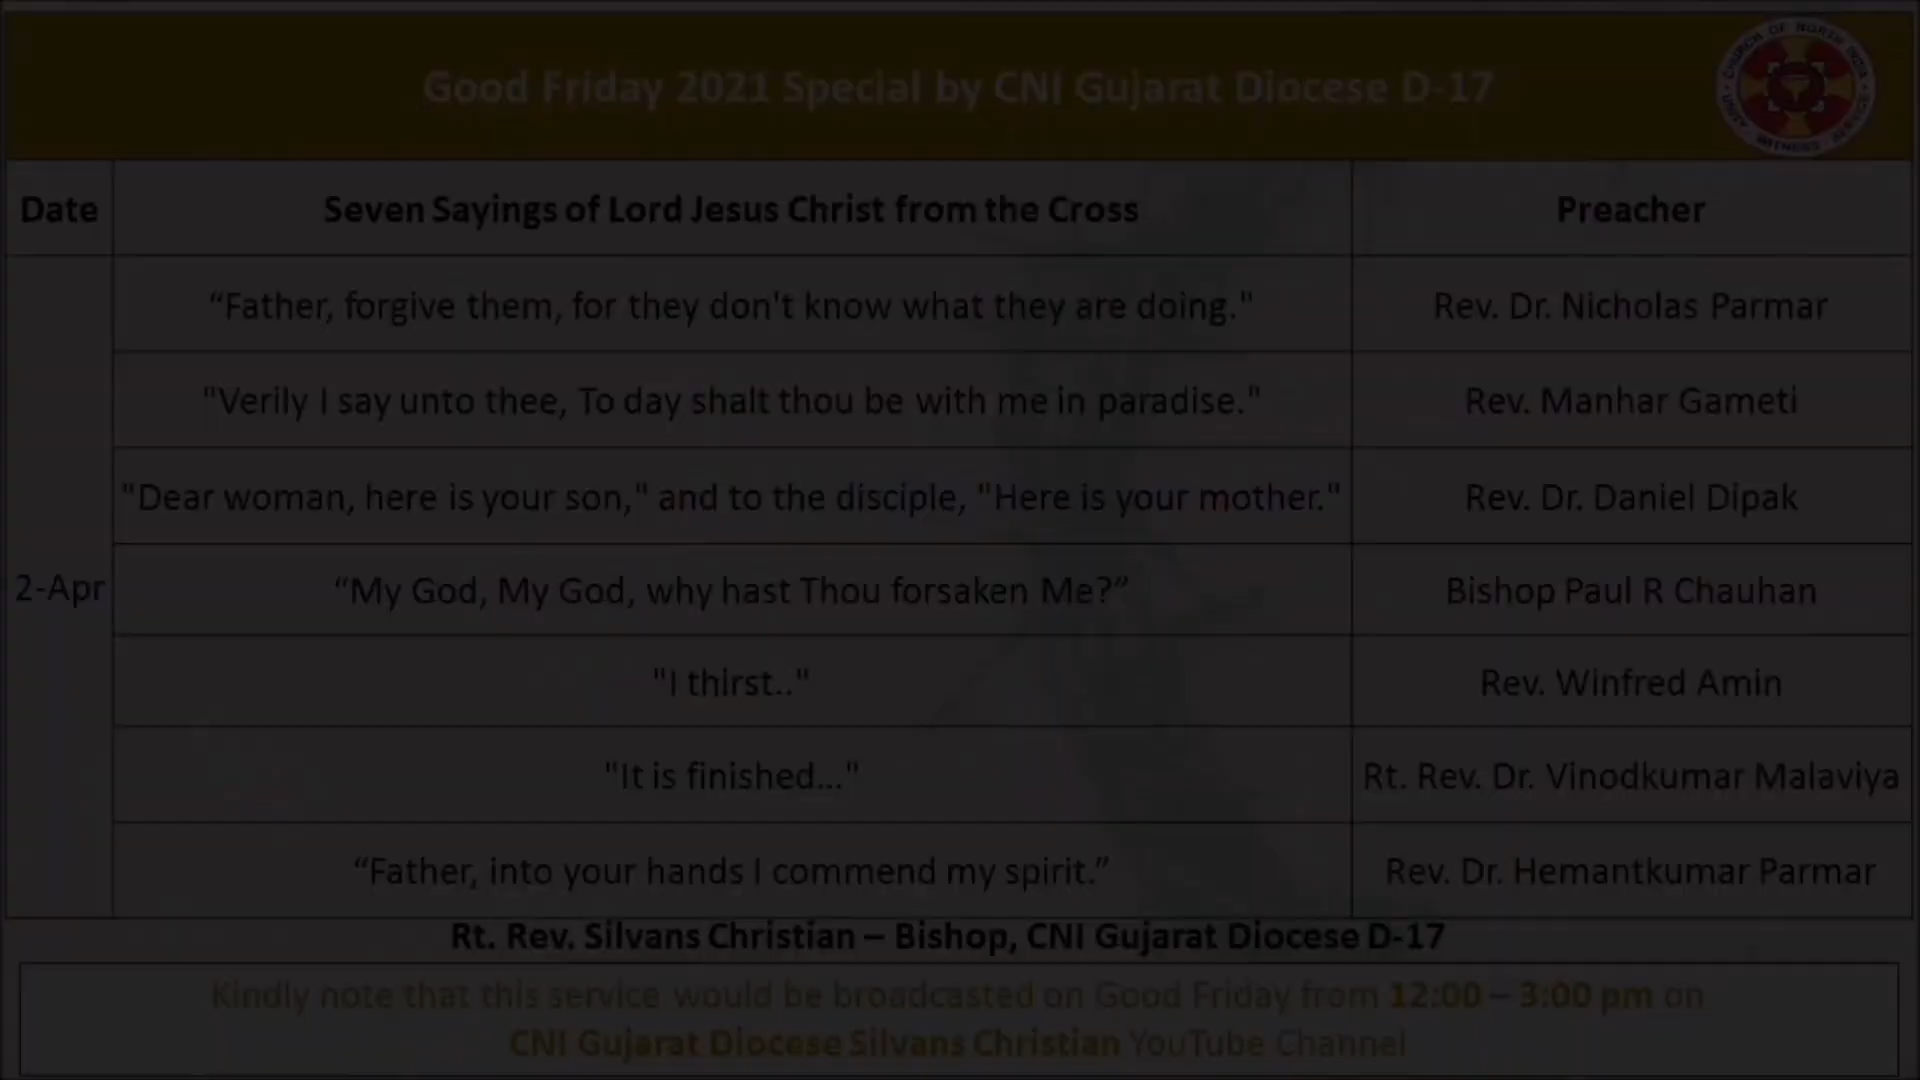 Good Friday 2021 Special by CNI Gujarat Diocese D-17
CHURCH OF NORTH INDIA
UNITY WITNESS SERVICE
Date
Seven Sayings of Lord Jesus Christ from the Cross
Preacher
2-Apr
“Father, forgive them, for they don't know what they are doing."
Rev. Dr. Nicholas Parmar
"Verily I say unto thee, To day shalt thou be with me in paradise."
Rev. Manhar Gameti
"Dear woman, here is your son," and to the disciple, "Here is your mother."
Rev. Dr. Daniel Dipak
“My God, My God, why hast Thou forsaken Me?”
Bishop Paul R Chauhan
"I thirst.."
Rev. Winfred Amin
"It is finished..."
Rt. Rev. Dr. Vinodkumar Malaviya
“Father, into your hands I commend my spirit.”
Rev. Dr. Hemantkumar Parmar
Rt. Rev. Silvans Christian – Bishop, CNI Gujarat Diocese D-17
Kindly note that this service would be broadcasted on Good Friday from 12:00 – 3:00 pm on
CNI Gujarat Diocese Silvans Christian YouTube Channel